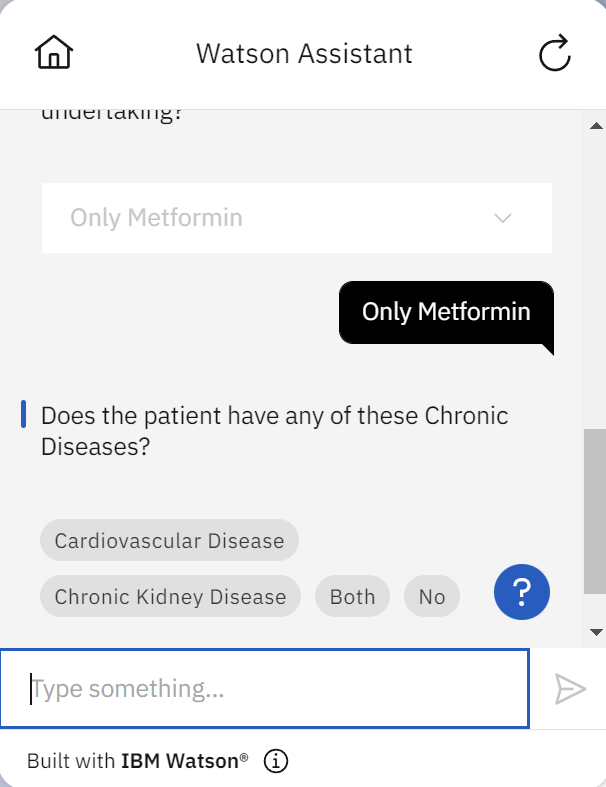 Watson Assistant
undertaking?
Only Metformin
Only Metformin
Does the patient have any of these Chronic
Diseases?
Cardiovascular Disease
Chronic Kidney Disease Both No
?
Type something...
Built with IBM Watson®